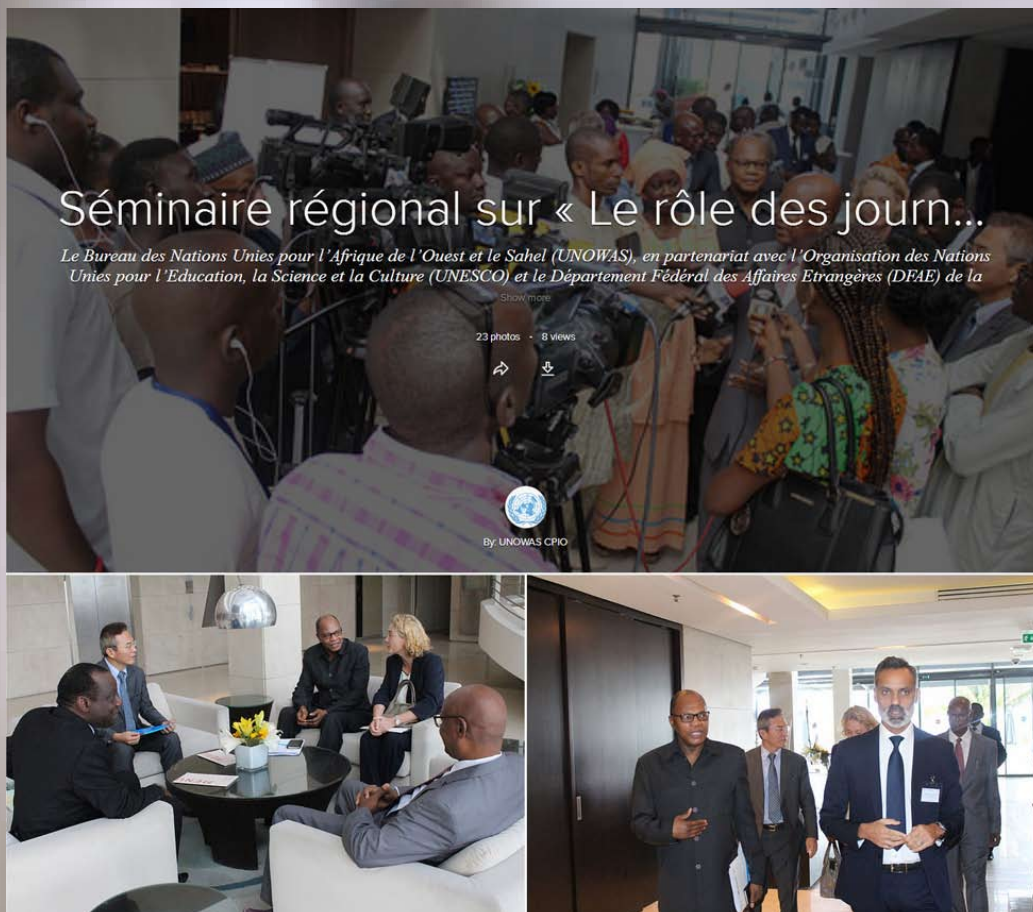 Séminaire régional sur « Le rôle des journ...
Le Bureau des Nations Unies pour l'Afrique de l'Ouest et le Sahel (UNOWAS), en partenariat avec l'Organisation des Nations
Unies pour l'Education, la Science et la Culture (UNESCO) et le Département Fédéral des Affaires Etrangères (DFAE) de la
Show more
23 photos • 8 views
By: UNOWAS CPIO